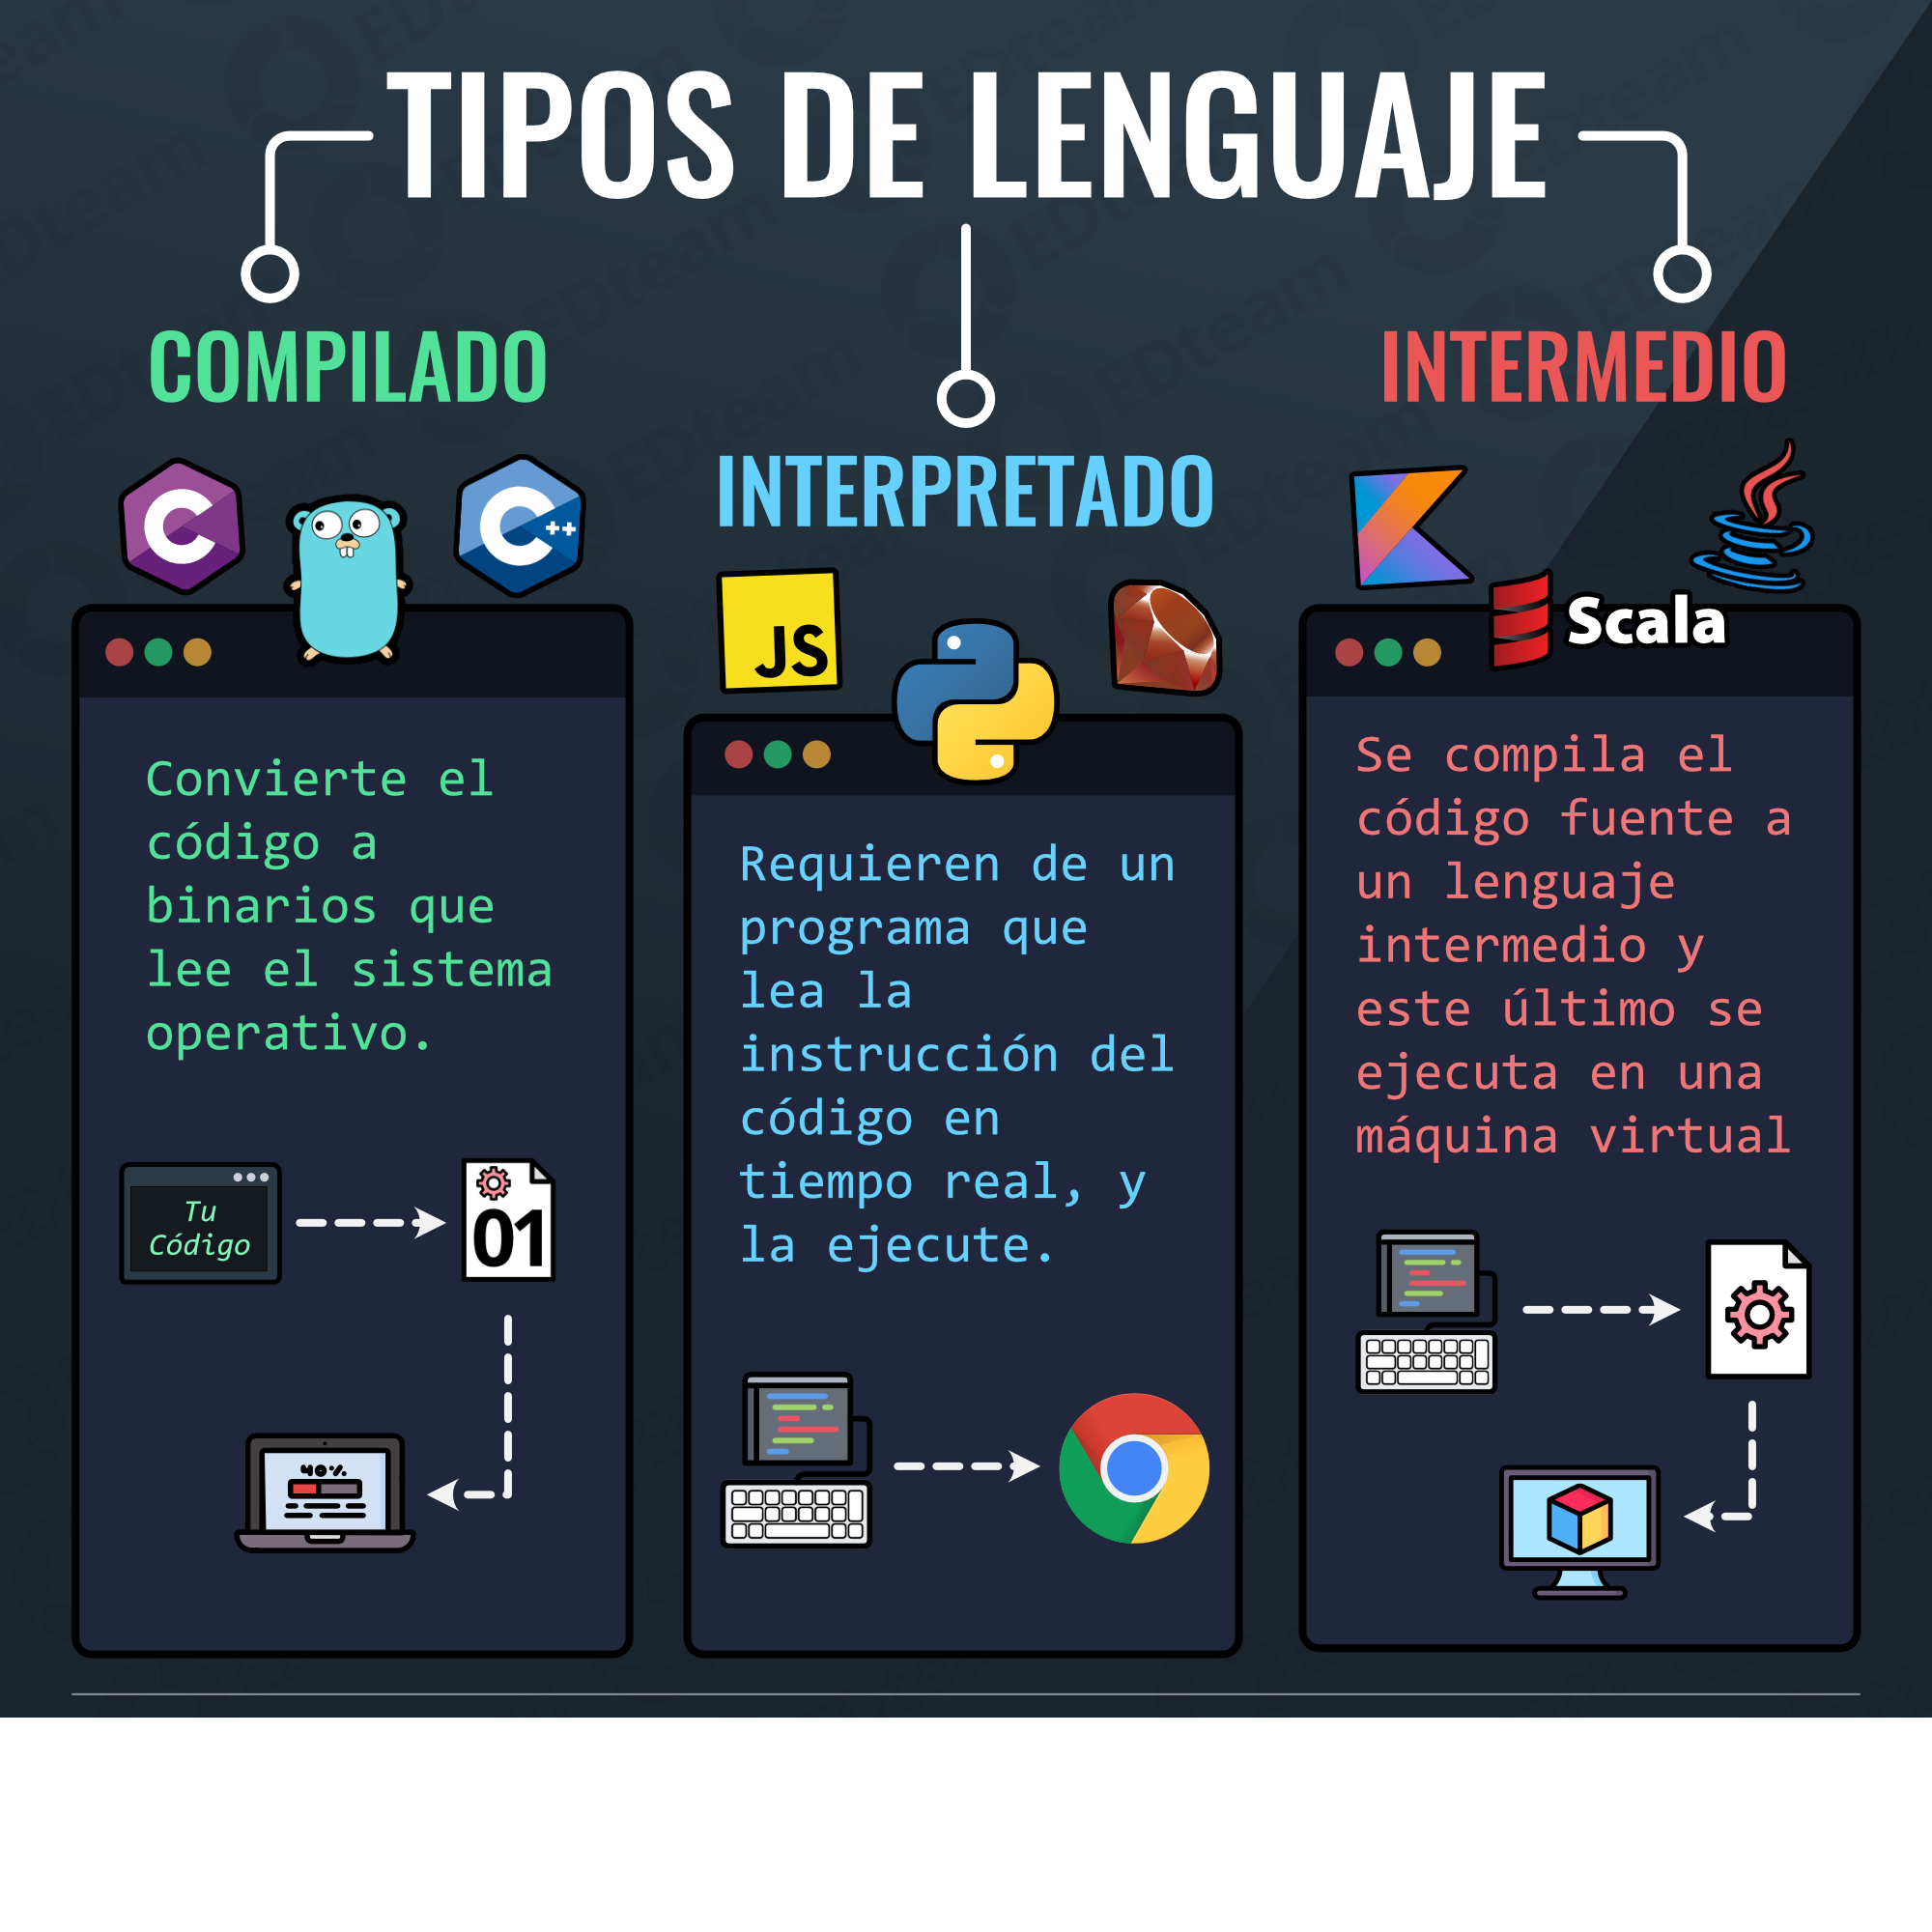 TIPOS DE LENGUAJE
COMPILADO
C
C++
Convierte el
código a
binarios que
lee el sistema
operativo.
Tu
Código
01
40%
INTERPRETADO
JS
Requieren de un
programa que
lea la
instrucción del
código en
tiempo real, y
la ejecute.
INTERMEDIO
Scala
Se compila el
código fuente a
un lenguaje
intermedio y
este último se
ejecuta en una
máquina virtual
EDteam